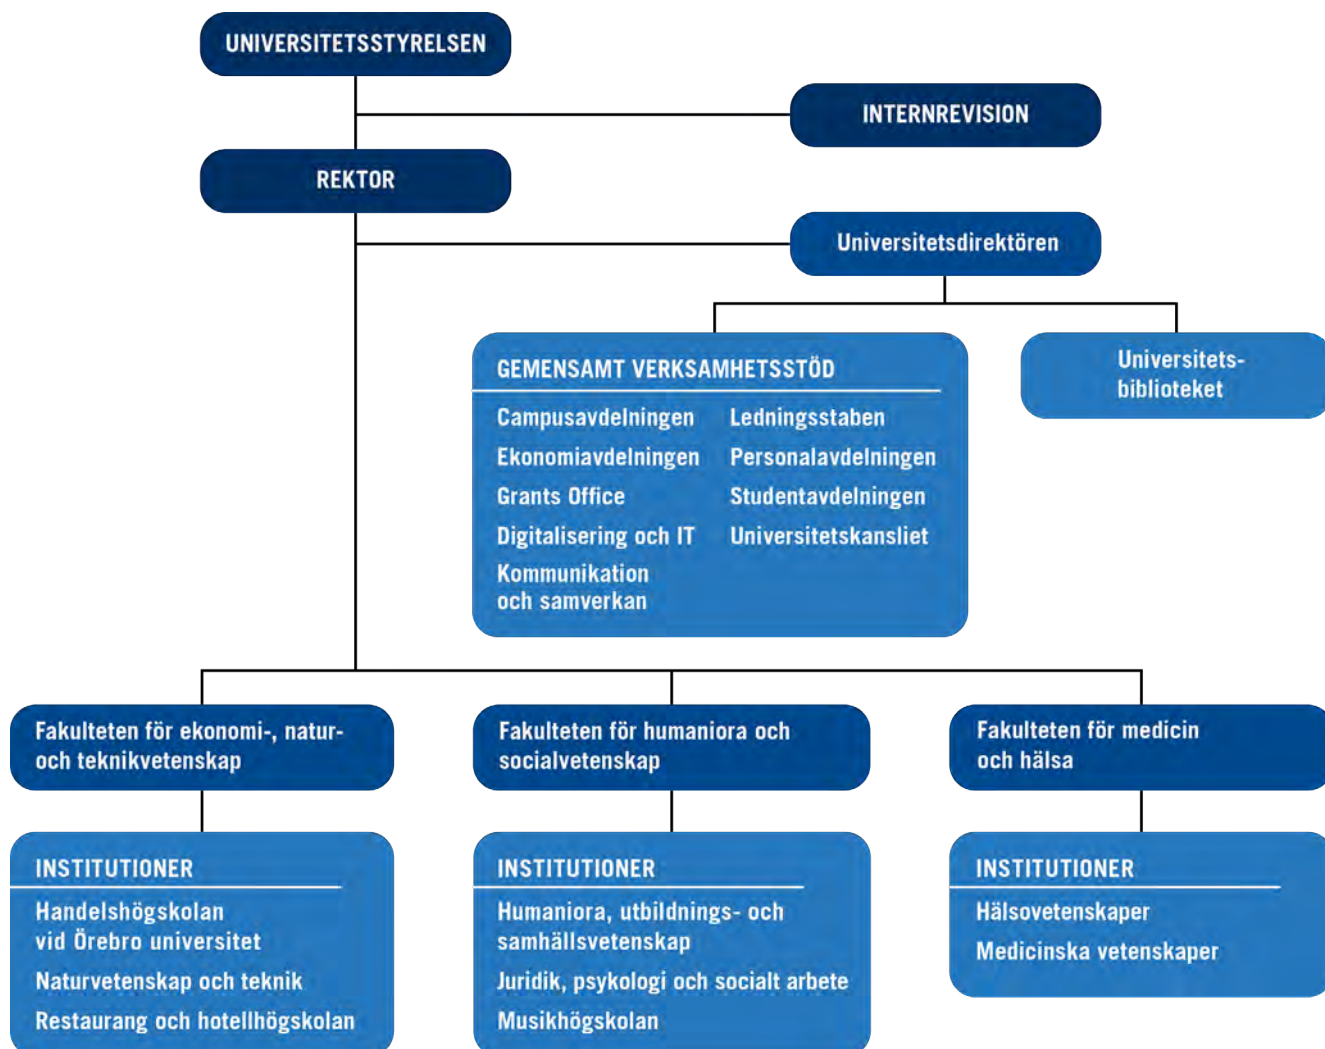 UNIVERSITETSSTYRELSEN
INTERNREVISION
REKTOR
Universitetsdirektören
GEMENSAMT VERKSAMHETSSTÖD
Campusavdelningen
Ekonomiavdelningen
Grants Office
Digitalisering och IT
Kommunikation
och samverkan
Ledningsstaben
Personalavdelningen
Studentavdelningen
Universitetskansliet
Universitets-
biblioteket
Fakulteten för ekonomi-, natur-
och teknikvetenskap
INSTITUTIONER
Handelshögskolan
vid Örebro universitet
Naturvetenskap och teknik
Restaurang och hotellhögskolan
Fakulteten för humaniora och
socialvetenskap
INSTITUTIONER
Humaniora, utbildnings- och
samhällsvetenskap
Juridik, psykologi och socialt arbete
Musikhögskolan
Fakulteten för medicin
och hälsa
INSTITUTIONER
Hälsovetenskaper
Medicinska vetenskaper